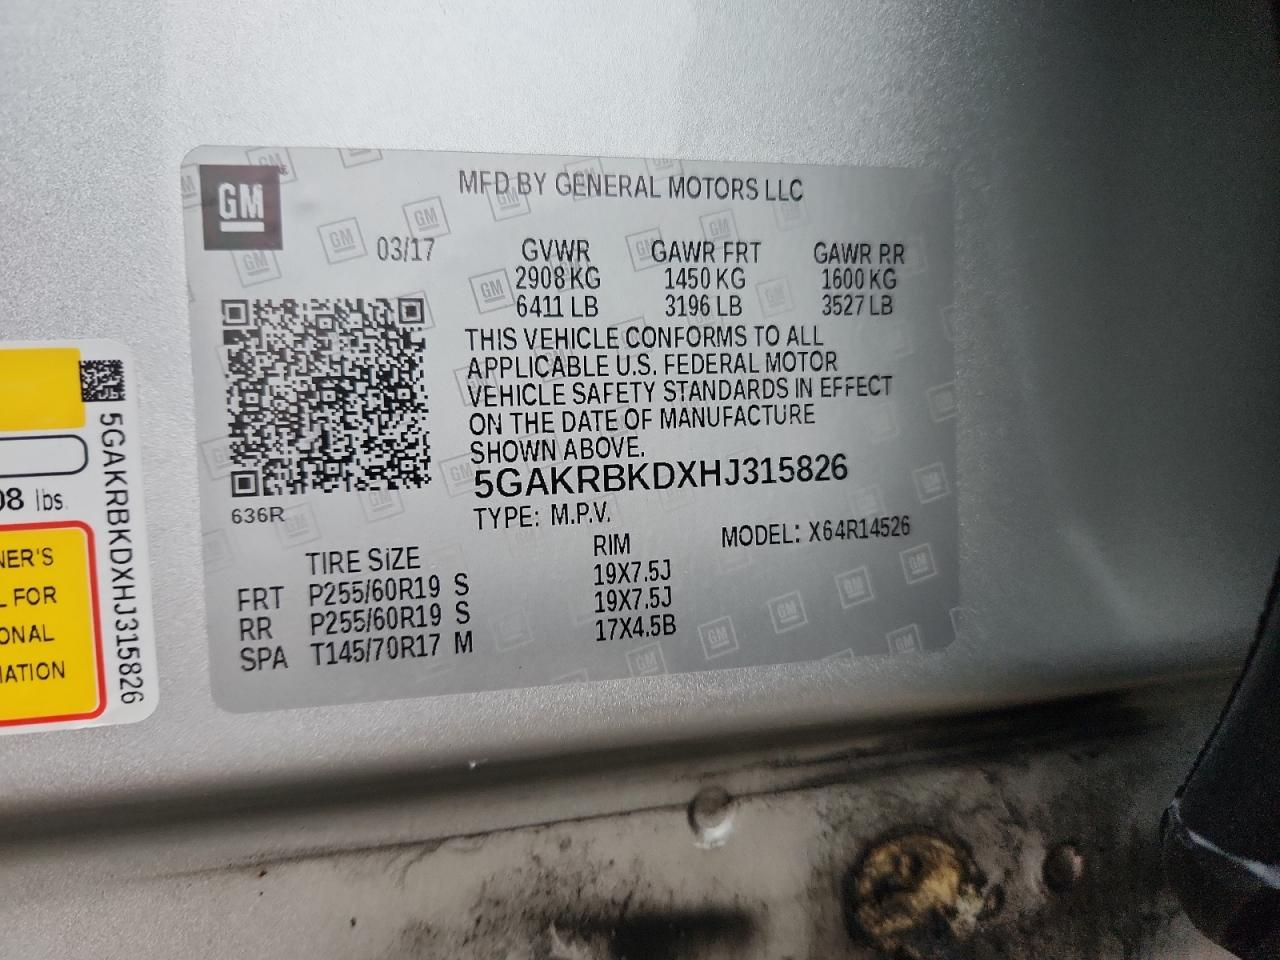 GM
MFD BY GENERAL MOTORS LLC
03/17
GVWR GAWR FRT GAWR RR
2908 KG 1450 KG 1600 KG
6411 LB 3196 LB 3527 LB
THIS VEHICLE CONFORMS TO ALL
APPLICABLE U.S. FEDERAL MOTOR
VEHICLE SAFETY STANDARDS IN EFFECT
ON THE DATE OF MANUFACTURE
SHOWN ABOVE.
5GAKRBKDXHJ315826
636R
TYPE: M.P.V. MODEL: X64R14526
TIRE SIZE RIM
FRT P255/60R19 S 19X7.5J
RR P255/60R19 S 19X7.5J
SPA T145/70R17 M 17X4.5B
5GAKRBKDXHJ315826
08 lbs.
NER'S
L FOR
ONAL
MATION